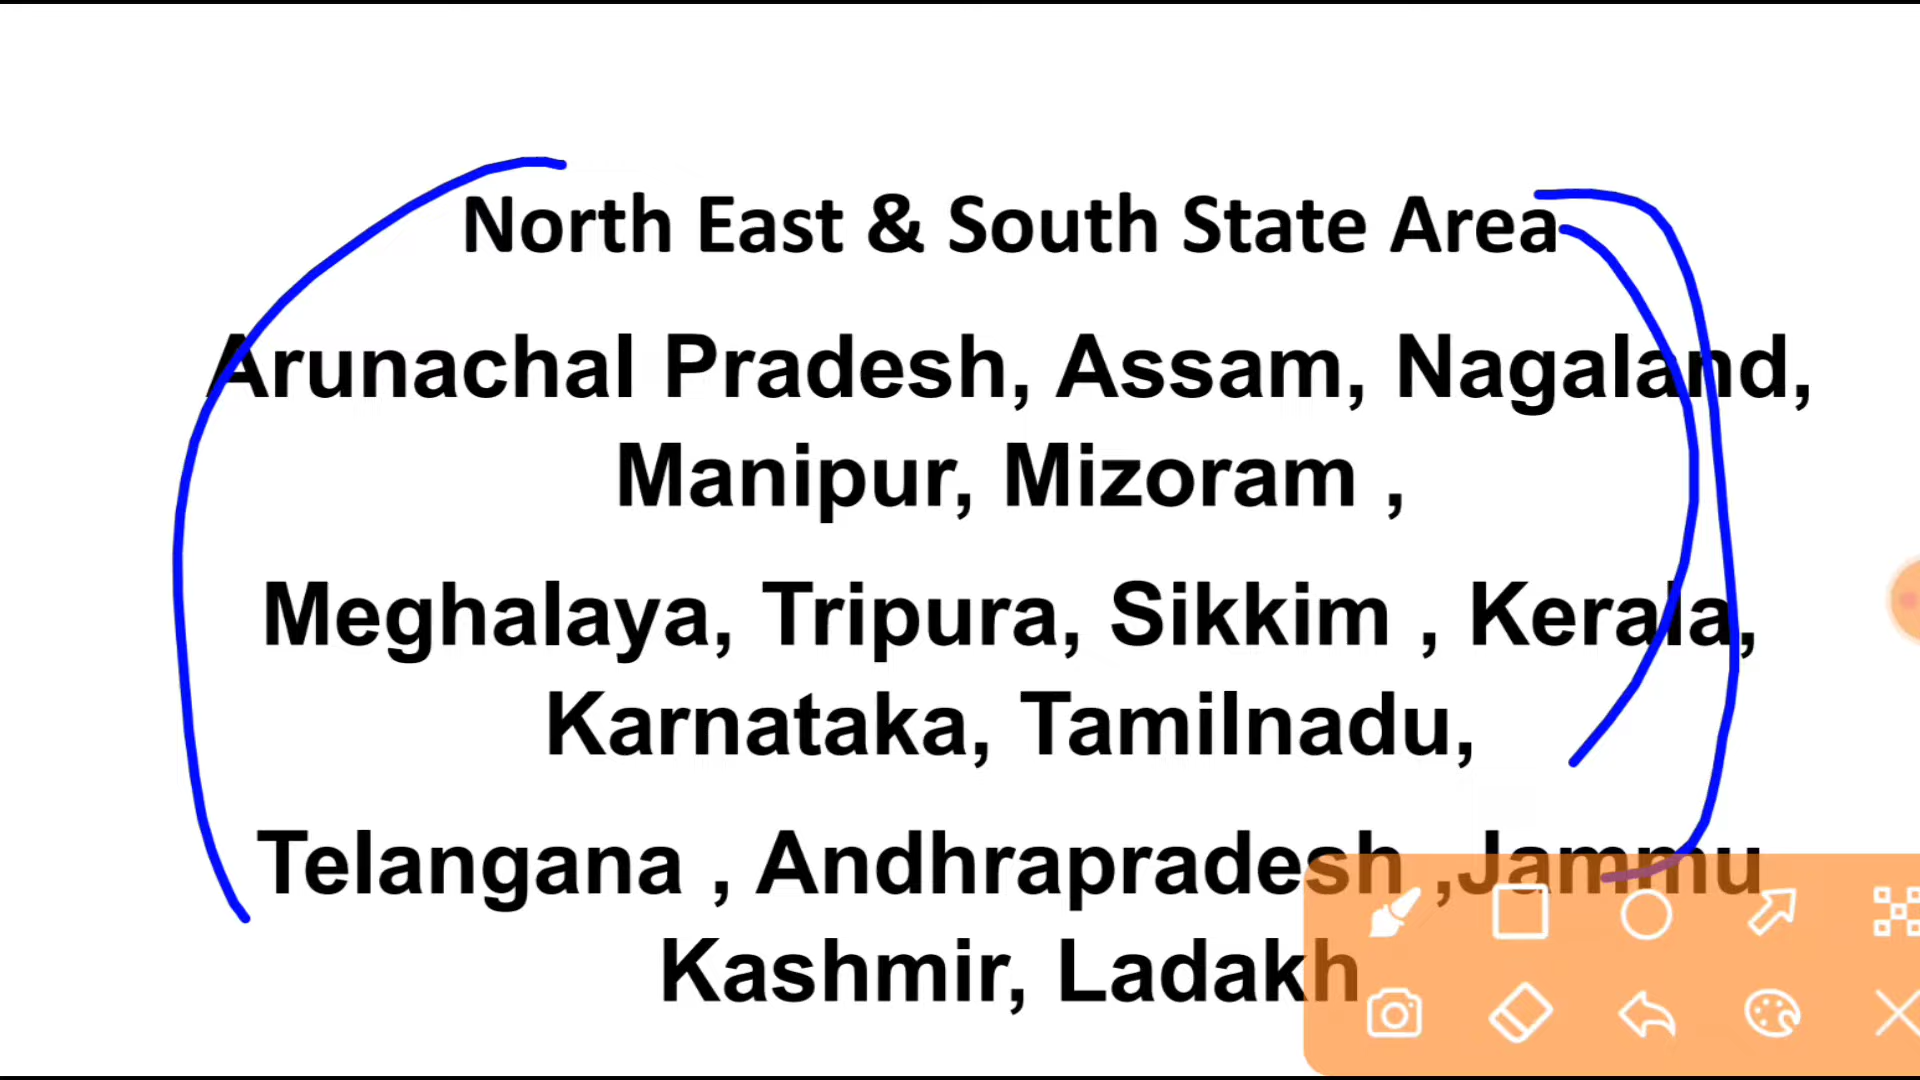 North East & South State Area
Arunachal Pradesh, Assam, Nagaland,
Manipur, Mizoram ,
Meghalaya, Tripura, Sikkim , Kerala,
Karnataka, Tamilnadu,
Telangana , Andhrapradesh ,Jammu
Kashmir, Ladakh